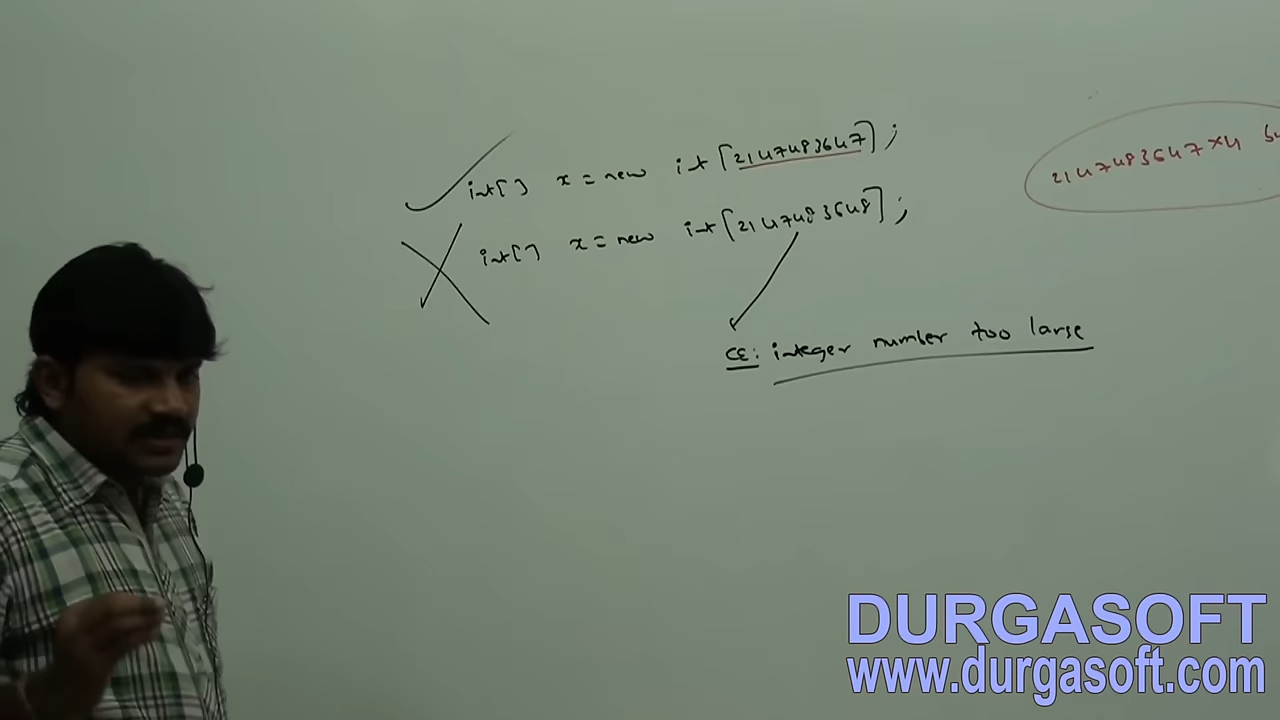 int[] x = new int[2147483647];
2147483647 x 4
int[] x = new int[2147483648];
CE: integer number too large
DURGASOFT
www.durgasoft.com